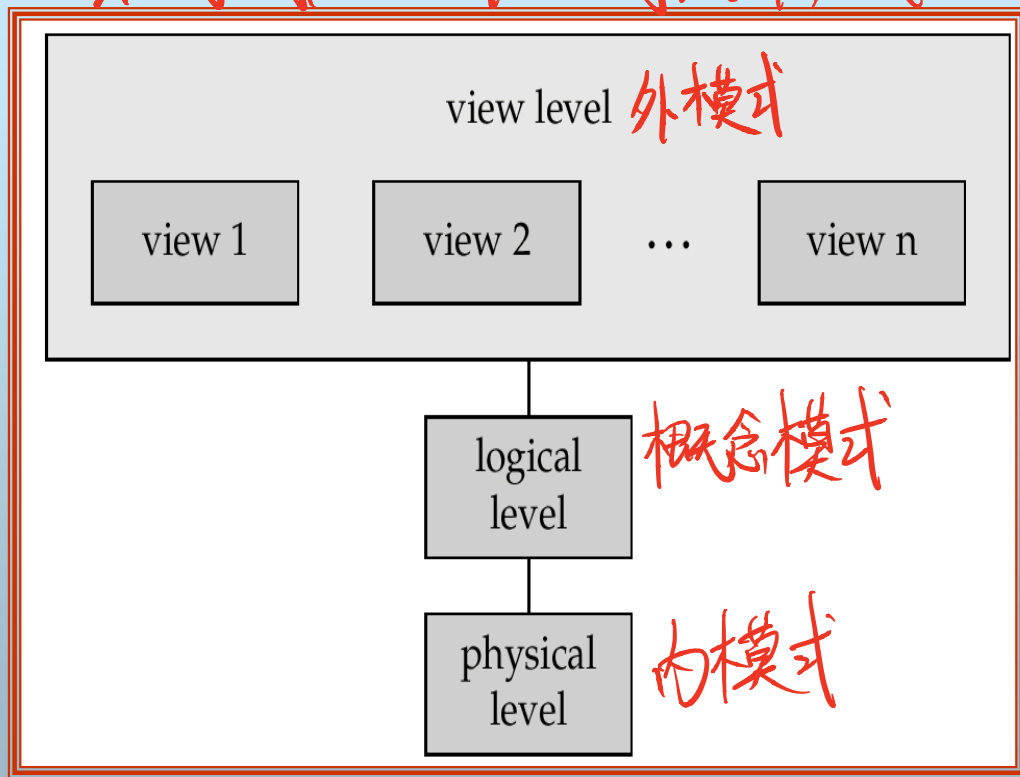 view level 外模式
view 1 view 2 ... view n
logical 概念模式
level
physical 内模式
level